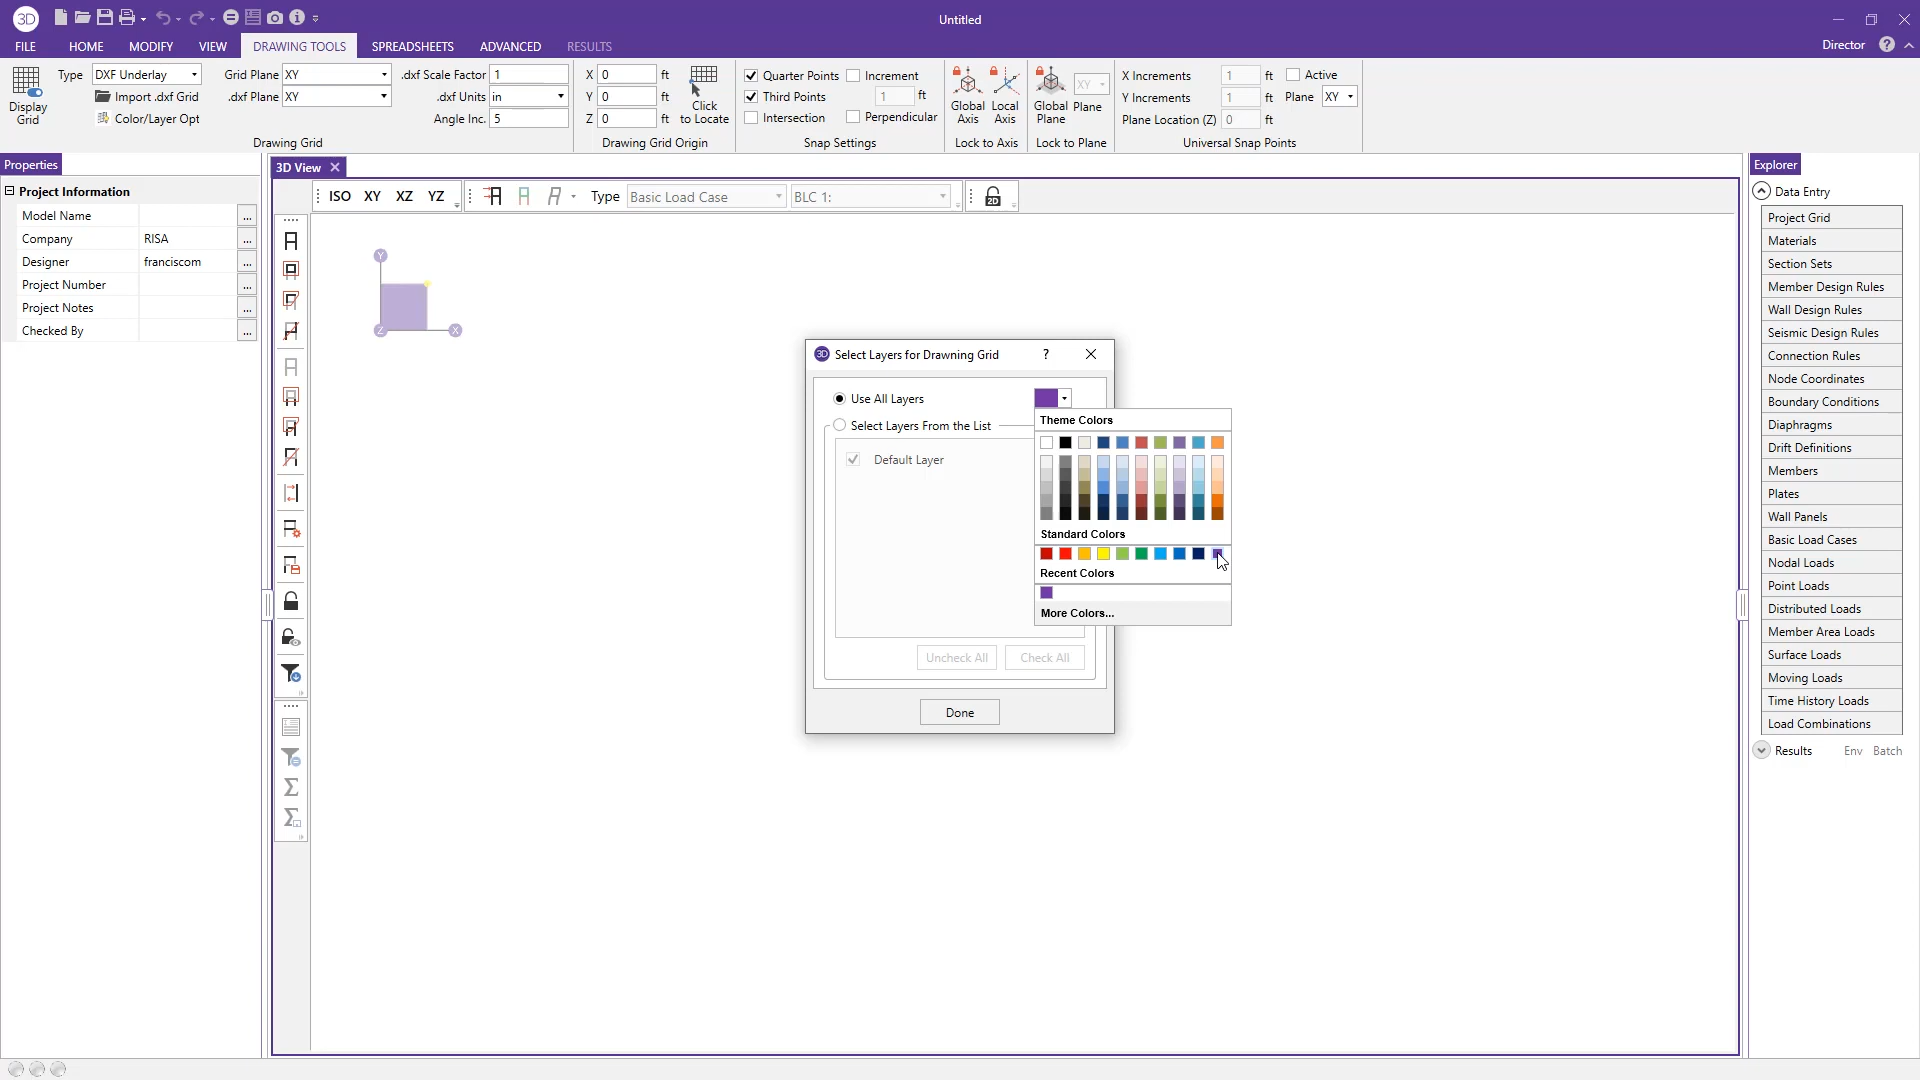 3D
Untitled
FILE HOME MODIFY VIEW DRAWING TOOLS SPREADSHEETS ADVANCED RESULTS
Director ?
Display Grid
Type DXF Underlay
Import .dxf Grid
Color/Layer Opt
Grid Plane XY
.dxf Plane XY
.dxf Scale Factor 1
.dxf Units in
Angle Inc. 5
Drawing Grid
X 0 ft
Y 0 ft
Z 0 ft
Click to Locate
Drawing Grid Origin
Quarter Points
Third Points
Intersection
Increment
1 ft
Perpendicular
Snap Settings
Global Axis
Local Axis
Lock to Axis
Global Plane
XY
Plane
Lock to Plane
X Increments 1 ft
Y Increments 1 ft
Plane Location (Z) 0 ft
Active
Plane XY
Universal Snap Points
Properties
Project Information
Model Name ...
Company RISA ...
Designer franciscom ...
Project Number ...
Project Notes ...
Checked By ...
3D View
ISO XY XZ YZ
Type Basic Load Case BLC 1:
2D
Y
Z
X
3D Select Layers for Drawning Grid ?
Use All Layers
Select Layers From the List
Default Layer
Theme Colors
Standard Colors
Recent Colors
More Colors...
Uncheck All
Check All
Done
Explorer
Data Entry
Project Grid
Materials
Section Sets
Member Design Rules
Wall Design Rules
Seismic Design Rules
Connection Rules
Node Coordinates
Boundary Conditions
Diaphragms
Drift Definitions
Members
Plates
Wall Panels
Basic Load Cases
Nodal Loads
Point Loads
Distributed Loads
Member Area Loads
Surface Loads
Moving Loads
Time History Loads
Load Combinations
Results Env Batch